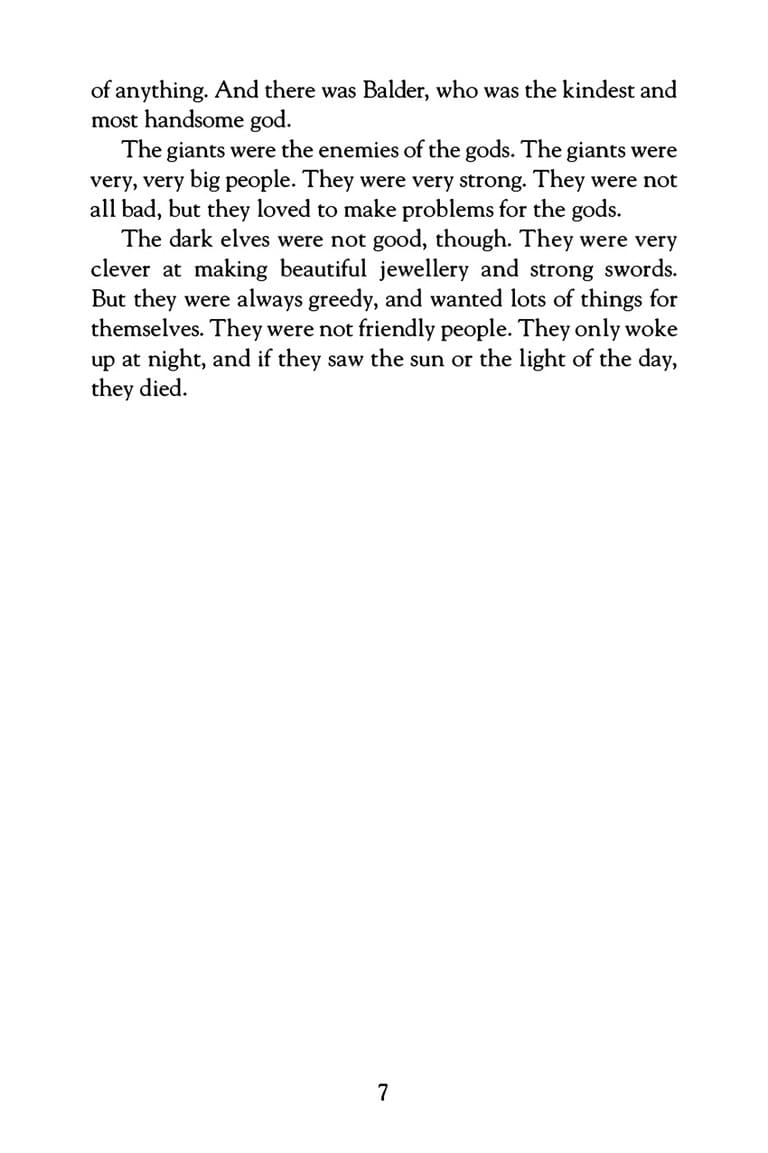 of anything. And there was Balder, who was the kindest and
most handsome god.
The giants were the enemies of the gods. The giants were
very, very big people. They were very strong. They were not
all bad, but they loved to make problems for the gods.
The dark elves were not good, though. They were very
clever at making beautiful jewellery and strong swords.
But they were always greedy, and wanted lots of things for
themselves. They were not friendly people. They only woke
up at night, and if they saw the sun or the light of the day,
they died.
7